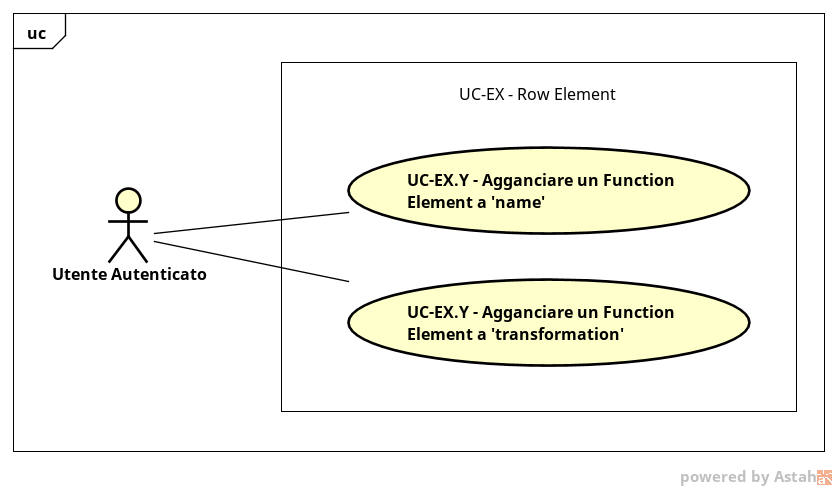 uc
UC-EX - Row Element
UC-EX.Y - Agganciare un Function
Element a 'name'
Utente Autenticato
UC-EX.Y - Agganciare un Function
Element a 'transformation'
powered by Astah